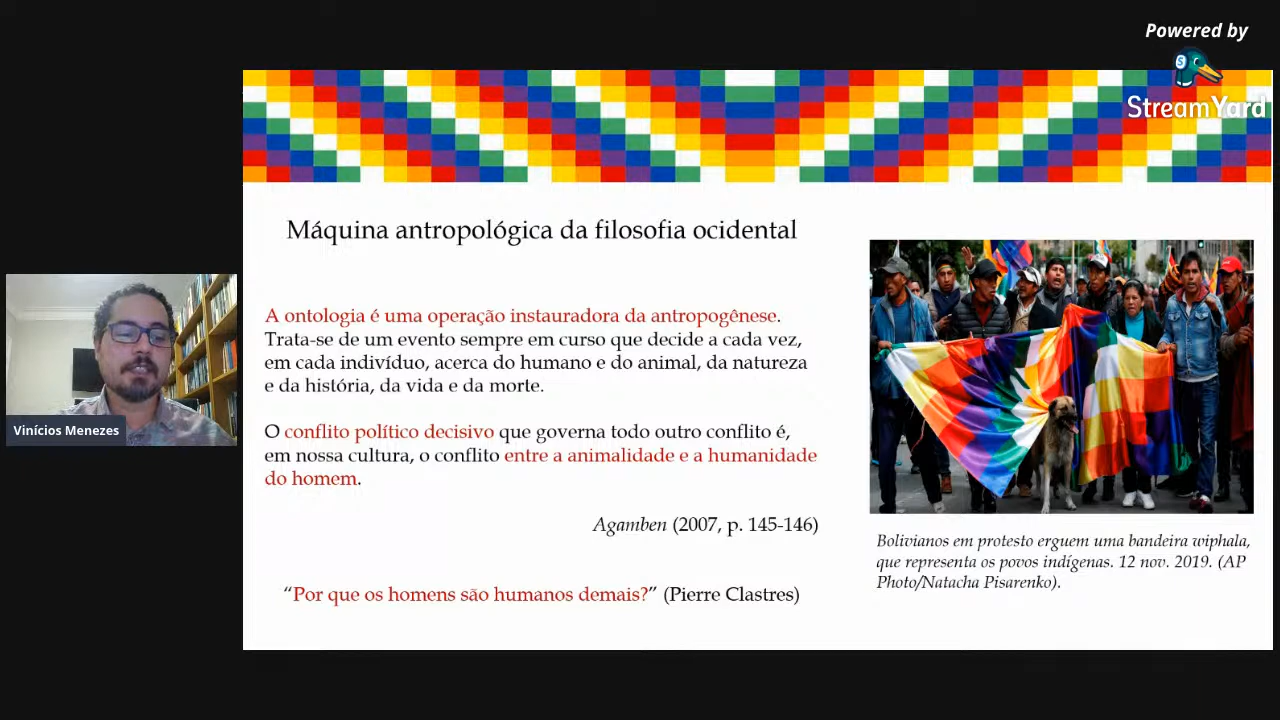 Powered by
StreamYard
Máquina antropológica da filosofia ocidental
A ontologia é uma operação instauradora da antropogênese.
Trata-se de um evento sempre em curso que decide a cada vez,
em cada indivíduo, acerca do humano e do animal, da natureza
e da história, da vida e da morte.
O conflito político decisivo que governa todo outro conflito é,
em nossa cultura, o conflito entre a animalidade e a humanidade
do homem.
Agamben (2007, p. 145-146)
“Por que os homens são humanos demais?” (Pierre Clastres)
Bolivianos em protesto erguem uma bandeira wiphala,
que representa os povos indígenas. 12 nov. 2019. (AP
Photo/Natacha Pisarenko).
Vinícios Menezes